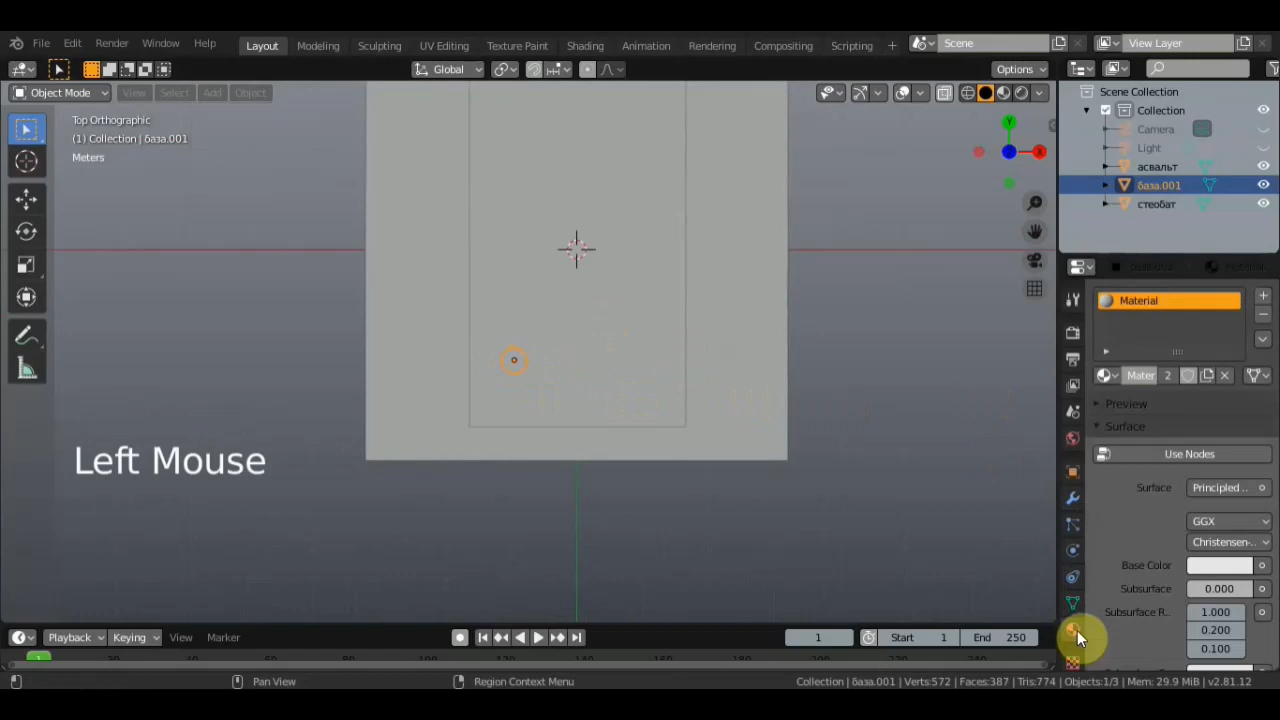 File Edit Render Window Help Layout Modeling Sculpting UV Editing Texture Paint Shading Animation Rendering Compositing Scripting + Scene View Layer
Global Options
Object Mode View Select Add Object
Scene Collection
Collection
Camera
Light
асвальт
база.001
стеобат
Top Orthographic
(1) Collection | база.001
Meters
Y
X
Left Mouse
Material
Mater 2
Preview
Surface
Use Nodes
Surface Principled ..
GGX
Christensen-..
Base Color
Subsurface 0.000
Subsurface R.. 1.000
0.200
0.100
Playback Keying View Marker 1 Start 1 End 250
1
Pan View Region Context Menu Collection | база.001 | Verts:572 | Faces:387 | Tris:774 | Objects:1/3 | Mem: 29.9 MiB | v2.81.12